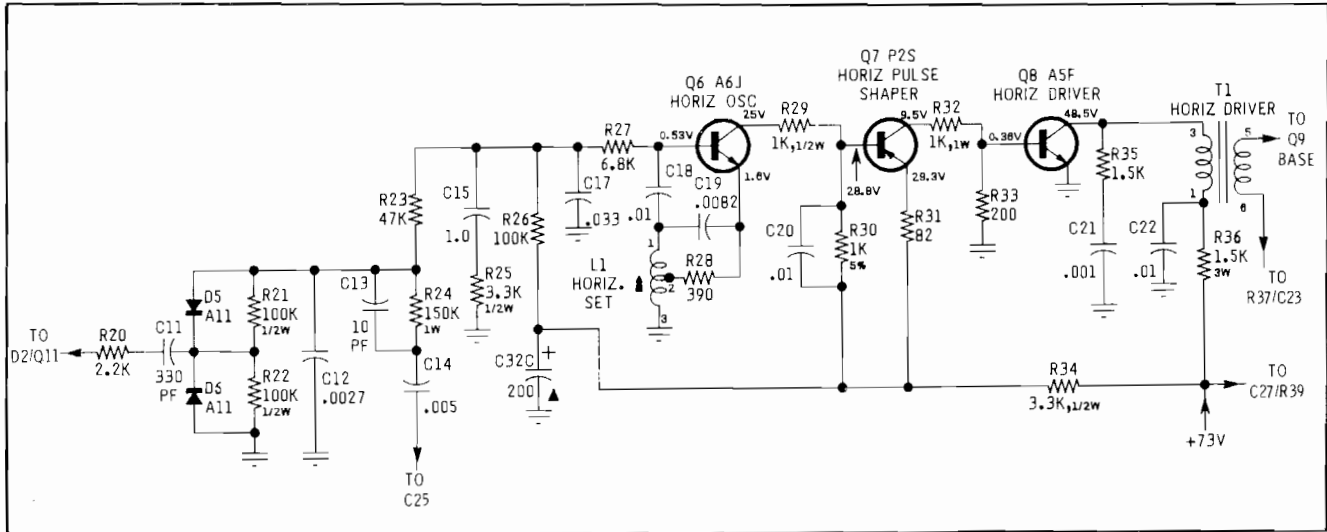 Q6 A6J
HORIZ OSC
Q7 P2S
HORIZ PULSE
SHAPER
Q8 A5F
HORIZ DRIVER
T1
HORIZ DRIVER
25V
R29
1K,1/2W
9.5V
R32
1K,1W
48.5V
3
5
TO
Q9
BASE
R27
6.8K
0.53V
1.6V
28.8V
29.3V
0.36V
R35
1.5K
1
6
R23
47K
C15
1.0
R26
100K
C17
.033
C18
.01
C19
.0082
C20
.01
R30
1K
5%
R31
82
R33
200
C21
.001
C22
.01
R36
1.5K
3W
TO
R37/C23
L1
HORIZ.
SET
1
2
3
R28
390
R25
3.3K
1/2W
D5
A11
R21
100K
1/2W
C13
10
PF
R24
150K
1W
TO
D2/Q11
R20
2.2K
C11
330
PF
D6
A11
R22
100K
1/2W
C12
.0027
C14
.005
C32C
200
+
R34
3.3K,1/2W
TO
C27/R39
+73V
TO
C25